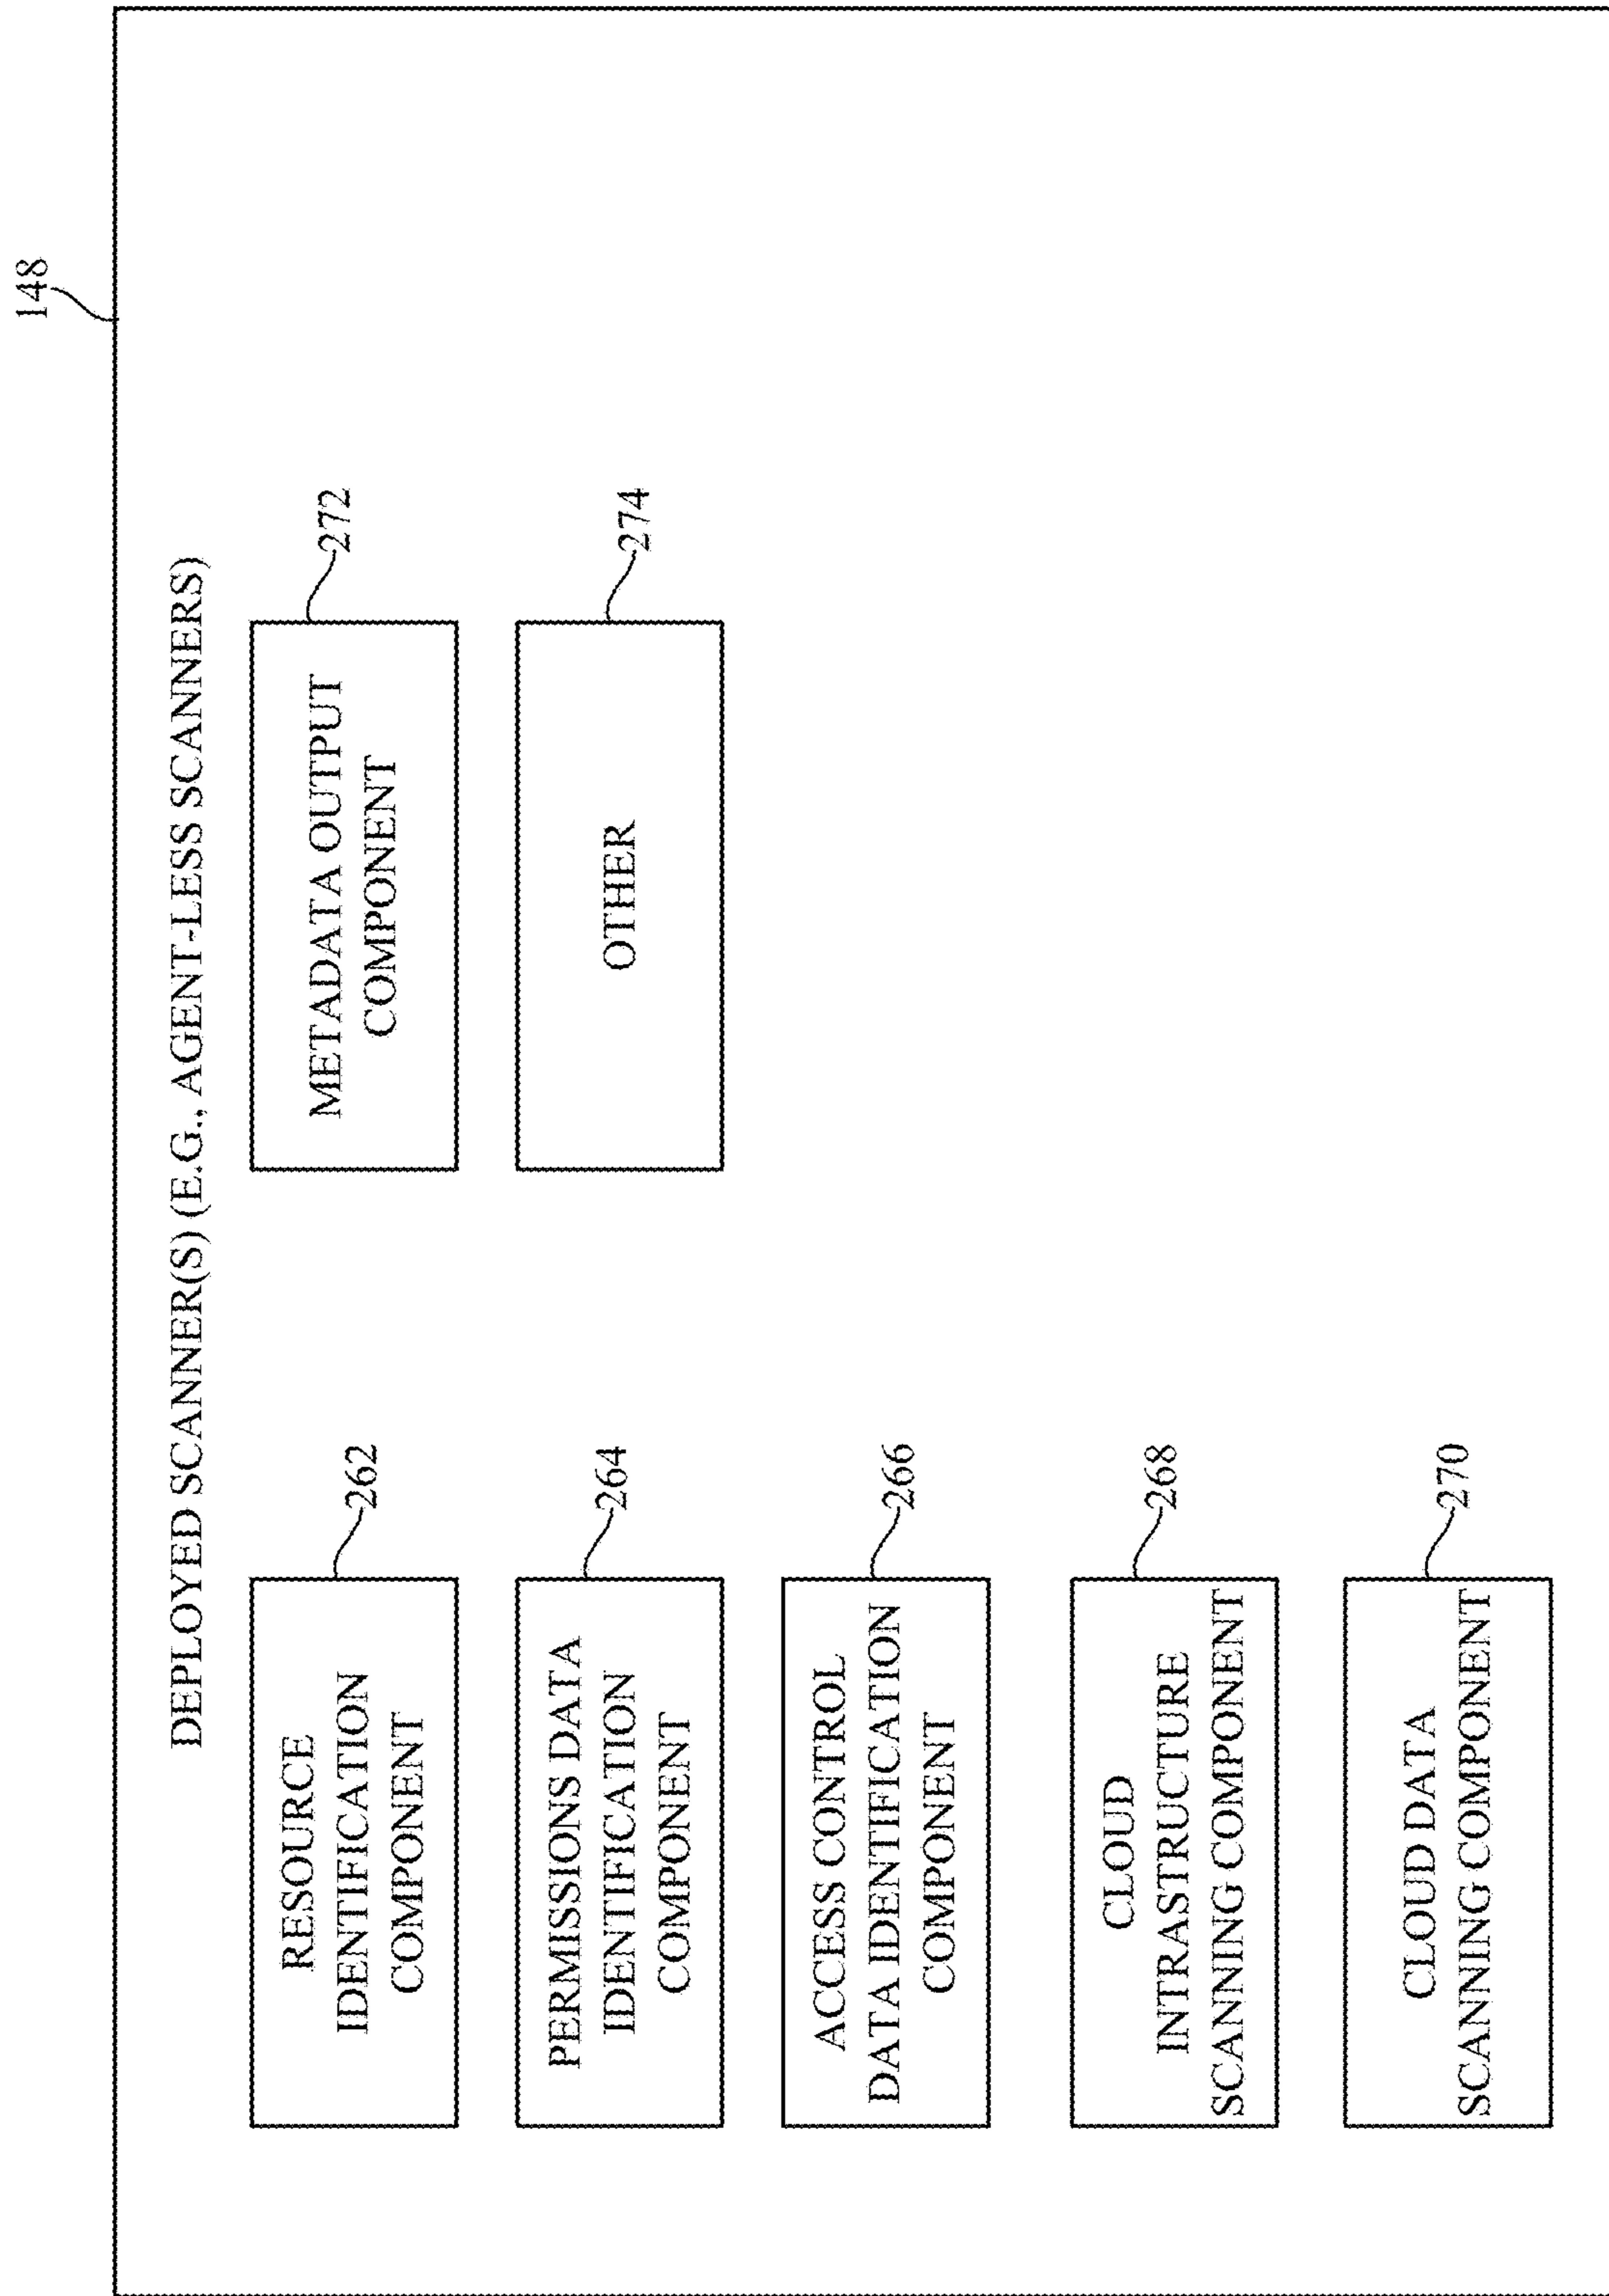 148
DEPLOYED SCANNER(S) (E.G., AGENT-LESS SCANNERS)
RESOURCE
IDENTIFICATION
COMPONENT
262
PERMISSIONS DATA
IDENTIFICATION
COMPONENT
264
ACCESS CONTROL
DATA IDENTIFICATION
COMPONENT
266
CLOUD
INTRASTRUCTURE
SCANNING COMPONENT
268
CLOUD DATA
SCANNING COMPONENT
270
METADATA OUTPUT
COMPONENT
272
OTHER
274